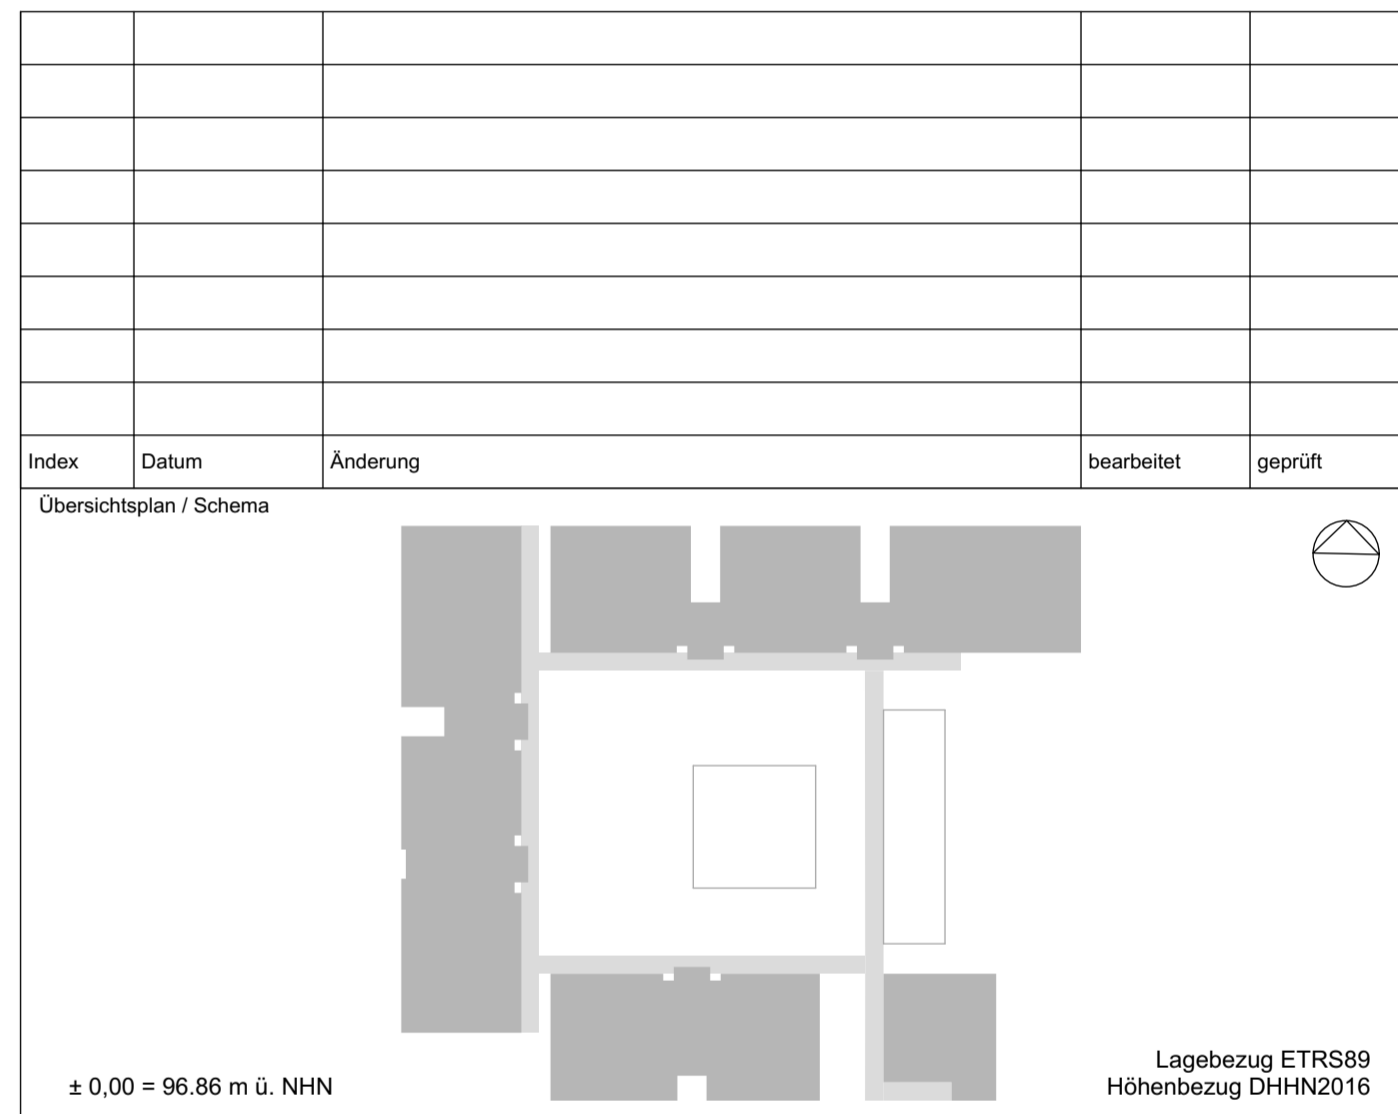 Index Datum Änderung bearbeitet geprüft
Übersichtsplan / Schema
Lagebezug ETRS89
± 0,00 = 96.86 m ü. NHN Höhenbezug DHHN2016